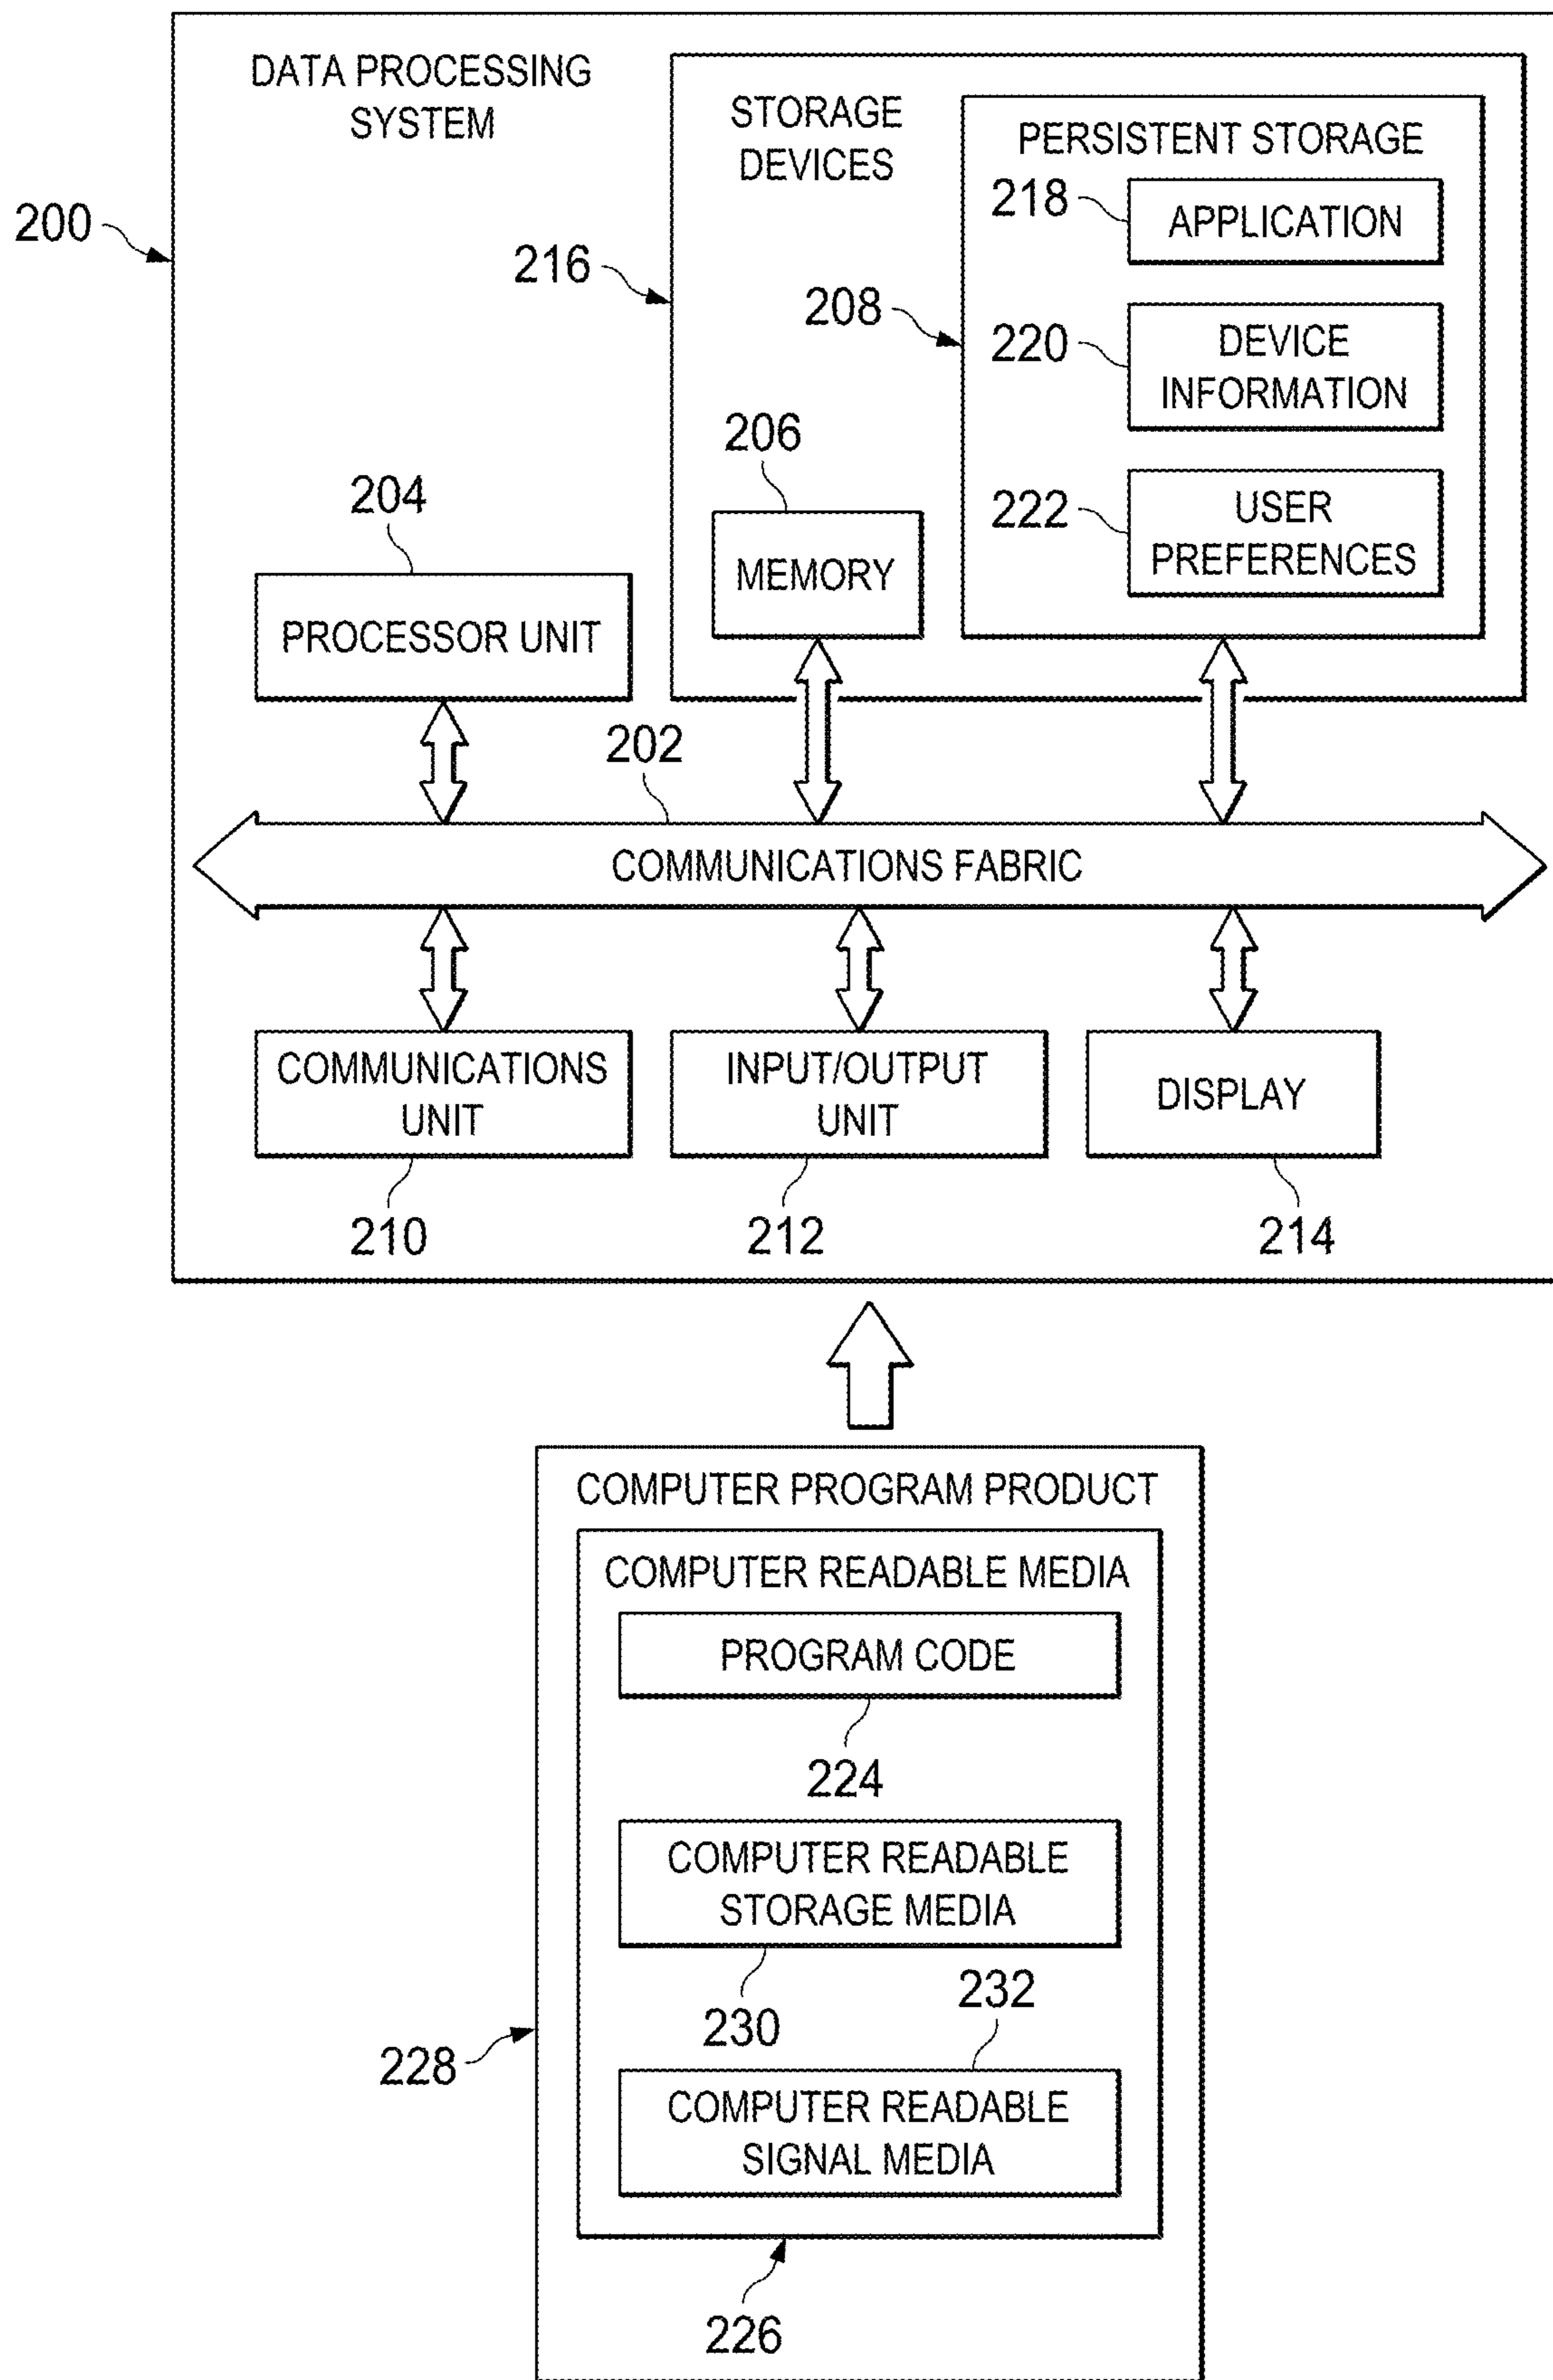 DATA PROCESSING
SYSTEM
STORAGE
DEVICES
PERSISTENT STORAGE
218
APPLICATION
200
216
208
220
DEVICE
INFORMATION
206
222
USER
PREFERENCES
204
MEMORY
PROCESSOR UNIT
202
COMMUNICATIONS FABRIC
COMMUNICATIONS
UNIT
INPUT/OUTPUT
UNIT
DISPLAY
210
212
214
COMPUTER PROGRAM PRODUCT
COMPUTER READABLE MEDIA
PROGRAM CODE
224
COMPUTER READABLE
STORAGE MEDIA
230
232
228
COMPUTER READABLE
SIGNAL MEDIA
226